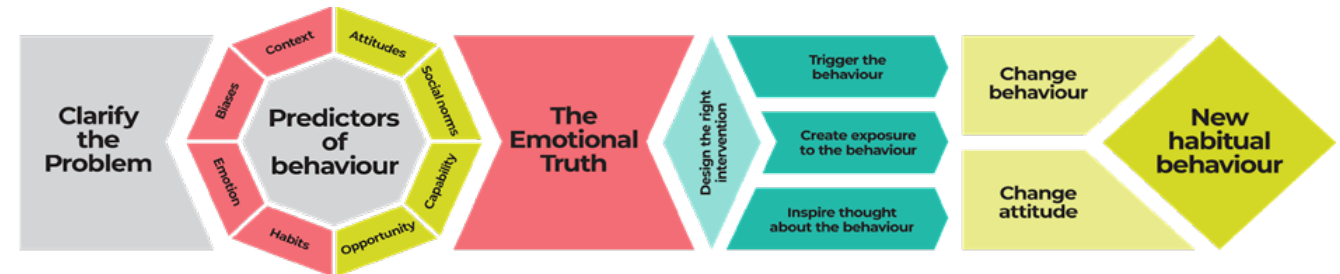 Clarify
the
Problem
Context
Attitudes
Social norms
Capability
Opportunity
Habits
Emotion
Biases
Predictors
of
behaviour
The
Emotional
Truth
Design the right
intervention
Trigger the
behaviour
Create exposure
to the behaviour
Inspire thought
about the behaviour
Change
behaviour
Change
attitude
New
habitual
behaviour